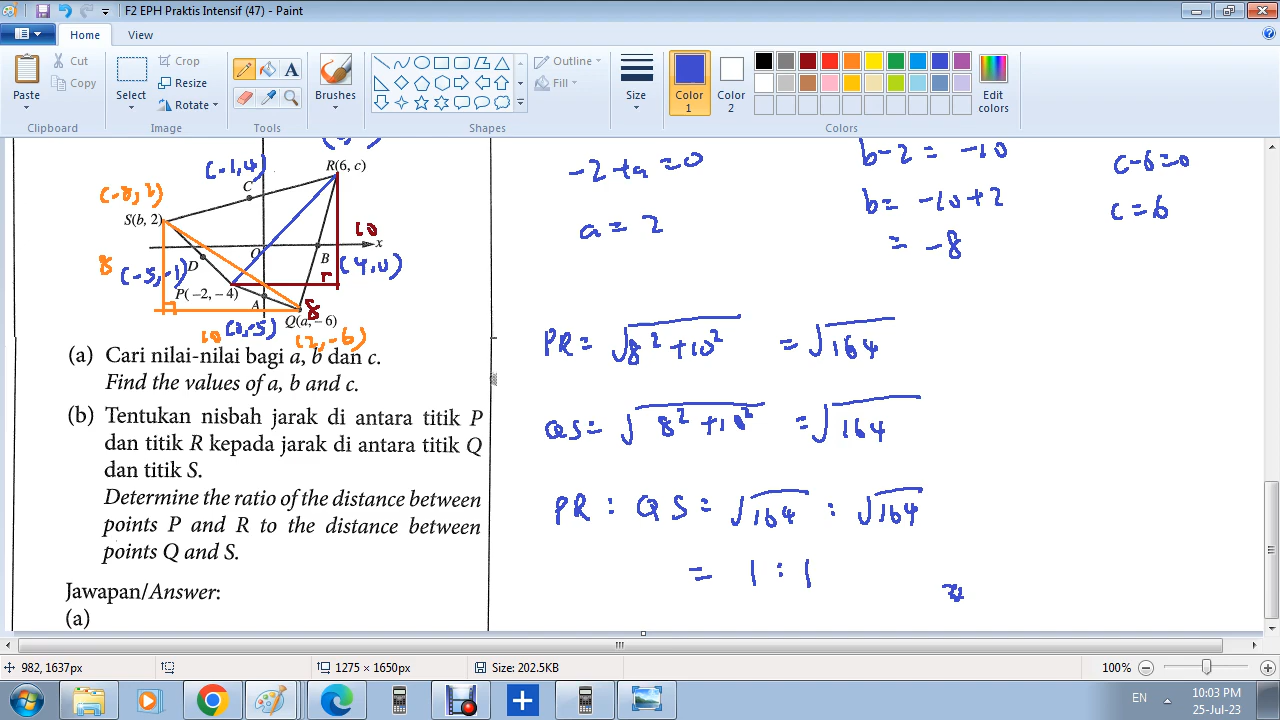 F2 EPH Praktis Intensif (47) - Paint
Home View
Paste
Cut
Copy
Clipboard
Select
Crop
Resize
Rotate
Image
Tools
Brushes
Shapes
Outline
Fill
Size
Color 1
Color 2
Edit colors
Colors
(-1,4)
R(6, c)
C
(-8, 2)
S(b, 2)
10
x
O
B
8
(-5,-1)
D
(4,0)
r
P(−2, −4)
A
8
Q(a, −6)
10
(0,-5)
(2,-6)
(a) Cari nilai-nilai bagi a, b dan c.
Find the values of a, b and c.
(b) Tentukan nisbah jarak di antara titik P
dan titik R kepada jarak di antara titik Q
dan titik S.
Determine the ratio of the distance between
points P and R to the distance between
points Q and S.
Jawapan/Answer:
(a)
-2+a=0
a=2
b-2 = -10
b= -10+2
= -8
c-6=0
c=6
PR= √8²+10² =√164
QS= √8²+10² =√164
PR : QS = √164 : √164
= 1 : 1
982, 1637px
1275 × 1650px
Size: 202.5KB
100%
EN
10:03 PM
25-Jul-23